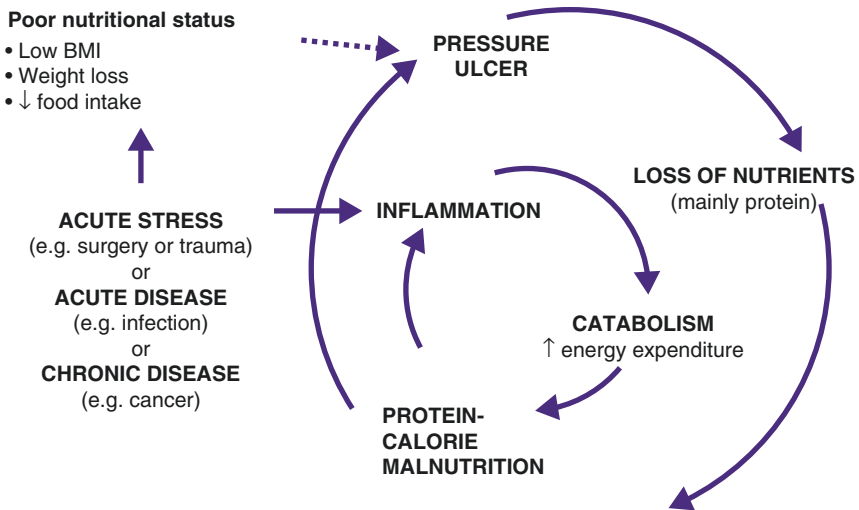 Poor nutritional status
• Low BMI
• Weight loss
• ↓ food intake
PRESSURE
ULCER
LOSS OF NUTRIENTS
(mainly protein)
ACUTE STRESS
(e.g. surgery or trauma)
or
ACUTE DISEASE
(e.g. infection)
or
CHRONIC DISEASE
(e.g. cancer)
INFLAMMATION
CATABOLISM
↑ energy expenditure
PROTEIN-
CALORIE
MALNUTRITION